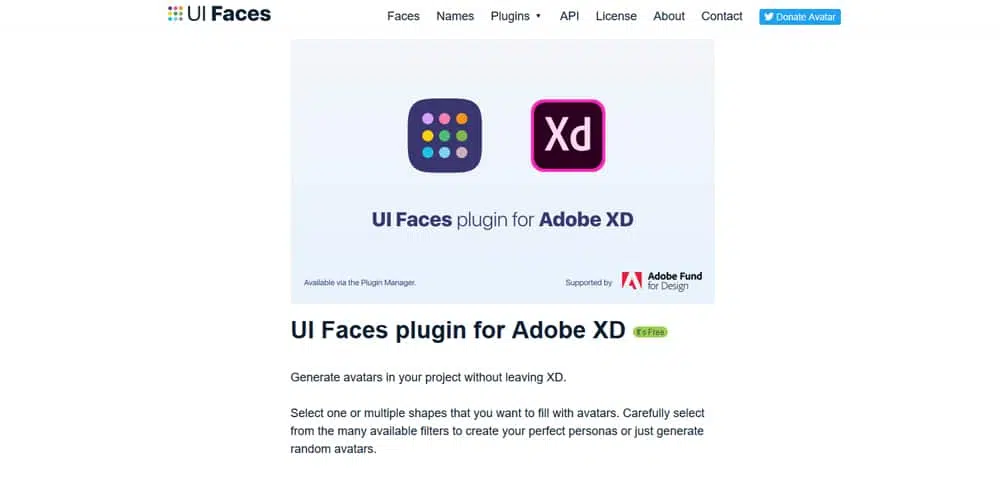 UI Faces
Faces Names Plugins ▼ API License About Contact Donate Avatar
Xd
UI Faces plugin for Adobe XD
Available via the Plugin Manager.
Supported by
Adobe Fund
for Design
UI Faces plugin for Adobe XD It's Free
Generate avatars in your project without leaving XD.
Select one or multiple shapes that you want to fill with avatars. Carefully select
from the many available filters to create your perfect personas or just generate
random avatars.